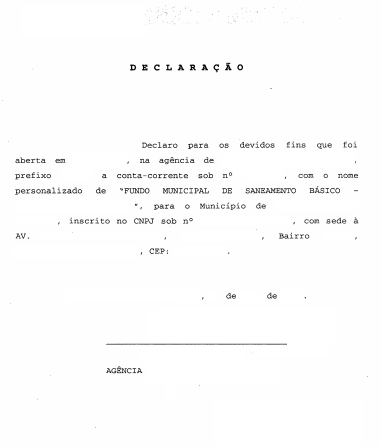 D E C L A R A Ç Ã O
Declaro para os devidos fins que foi
aberta em , na agência de ,
prefixo a conta-corrente sob nº , com o nome
personalizado de "FUNDO MUNICIPAL DE SANEAMENTO BÁSICO –
", para o Município de
, inscrito no CNPJ sob nº , com sede à
AV. , , Bairro ,
, CEP: .
, de de .
AGÊNCIA